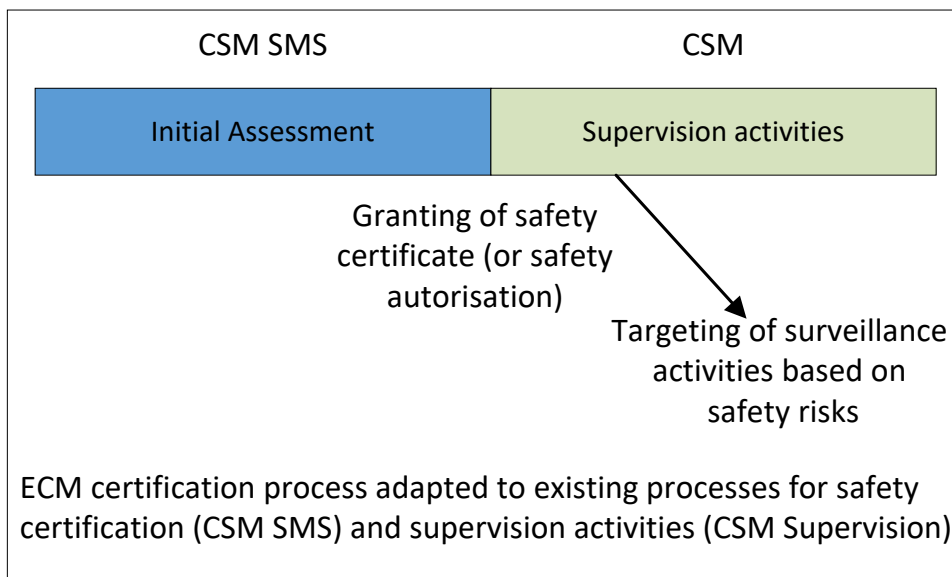 CSM SMS
CSM
Initial Assessment
Supervision activities
Granting of safety
certificate (or safety
autorisation)
Targeting of surveillance
activities based on
safety risks
ECM certification process adapted to existing processes for safety
certification (CSM SMS) and supervision activities (CSM Supervision)